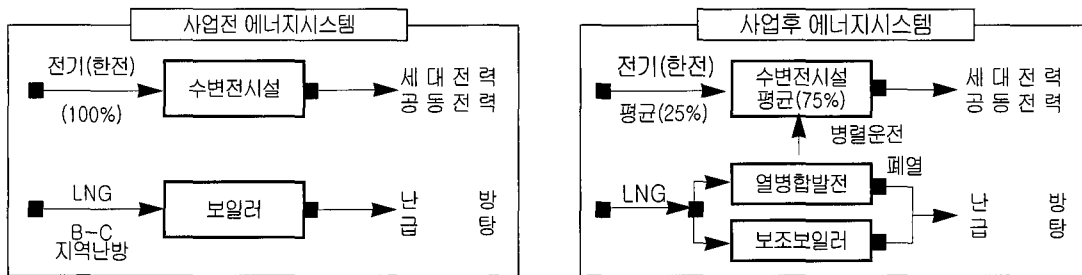 사업전 에너지시스템
전기(한전)
(100%)
수변전시설
세 대 전 력
공 동 전 력
LNG
B-C
지역난방
보일러
난 방
급 탕
사업후 에너지시스템
전기(한전)
평균(25%)
수변전시설
평균(75%)
세 대 전 력
공 동 전 력
병렬운전
LNG
열병합발전
폐열
보조보일러
난 방
급 탕